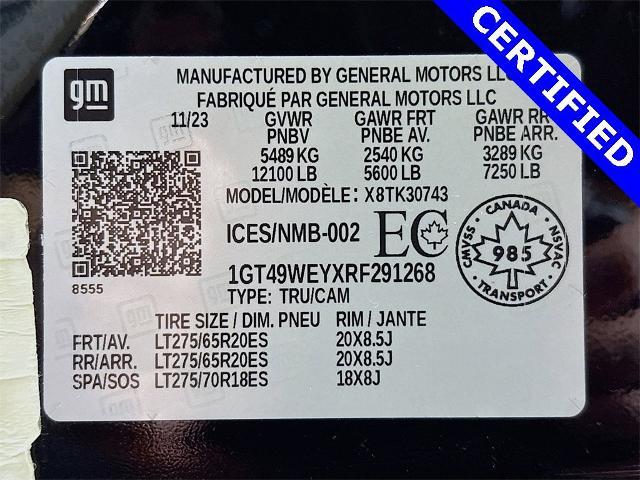 CERTIFIED
gm
MANUFACTURED BY GENERAL MOTORS LLC
FABRIQUÉ PAR GENERAL MOTORS LLC
11/23 GVWR GAWR FRT GAWR RR
PNBV PNBE AV. PNBE ARR.
5489 KG 2540 KG 3289 KG
12100 LB 5600 LB 7250 LB
MODEL/MODÈLE: X8TK30743
ICES/NMB-002 EC
CANADA
CMVSS NSVAC
985
TRANSPORT
8555
1GT49WEYXRF291268
TYPE: TRU/CAM
TIRE SIZE / DIM. PNEU RIM / JANTE
FRT/AV. LT275/65R20ES 20X8.5J
RR/ARR. LT275/65R20ES 20X8.5J
SPA/SOS LT275/70R18ES 18X8J